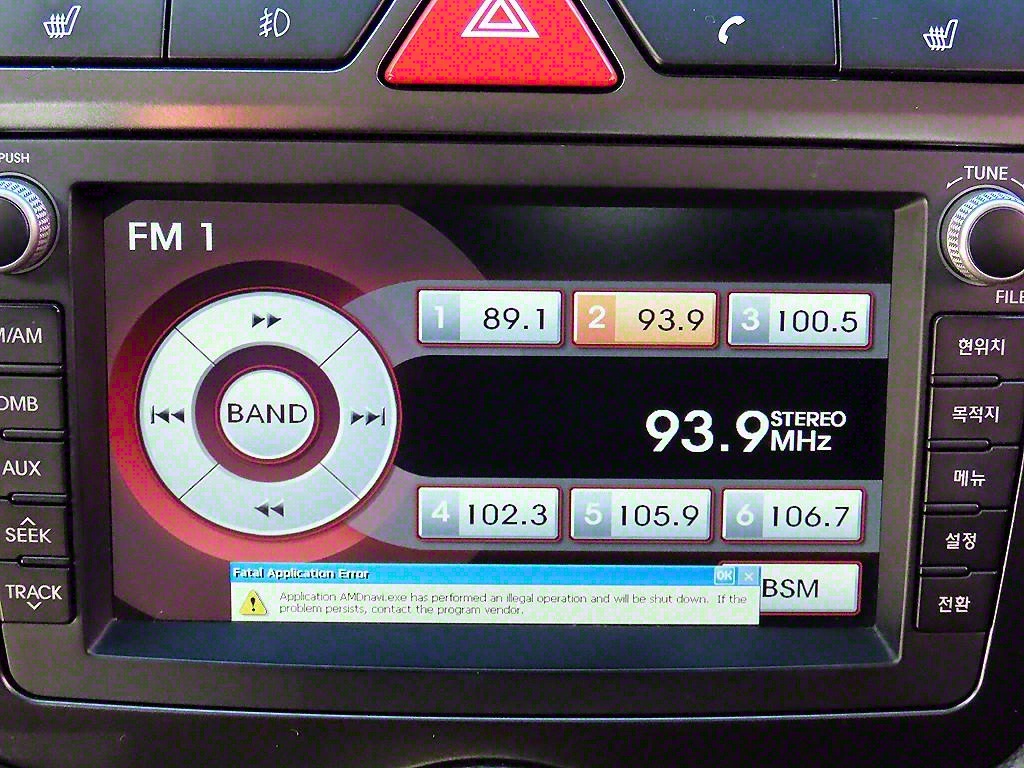 PUSH
TUNE
FILE
FM 1
1 89.1
2 93.9
3 100.5
M/AM
현위치
BAND
93.9 STEREO
MHz
DMB
목적지
AUX
메뉴
4 102.3
5 105.9
6 106.7
SEEK
설정
Fatal Application Error
OK
Application AMDnavi.exe has performed an illegal operation and will be shut down. If the
problem persists, contact the program vendor.
BSM
TRACK
전환